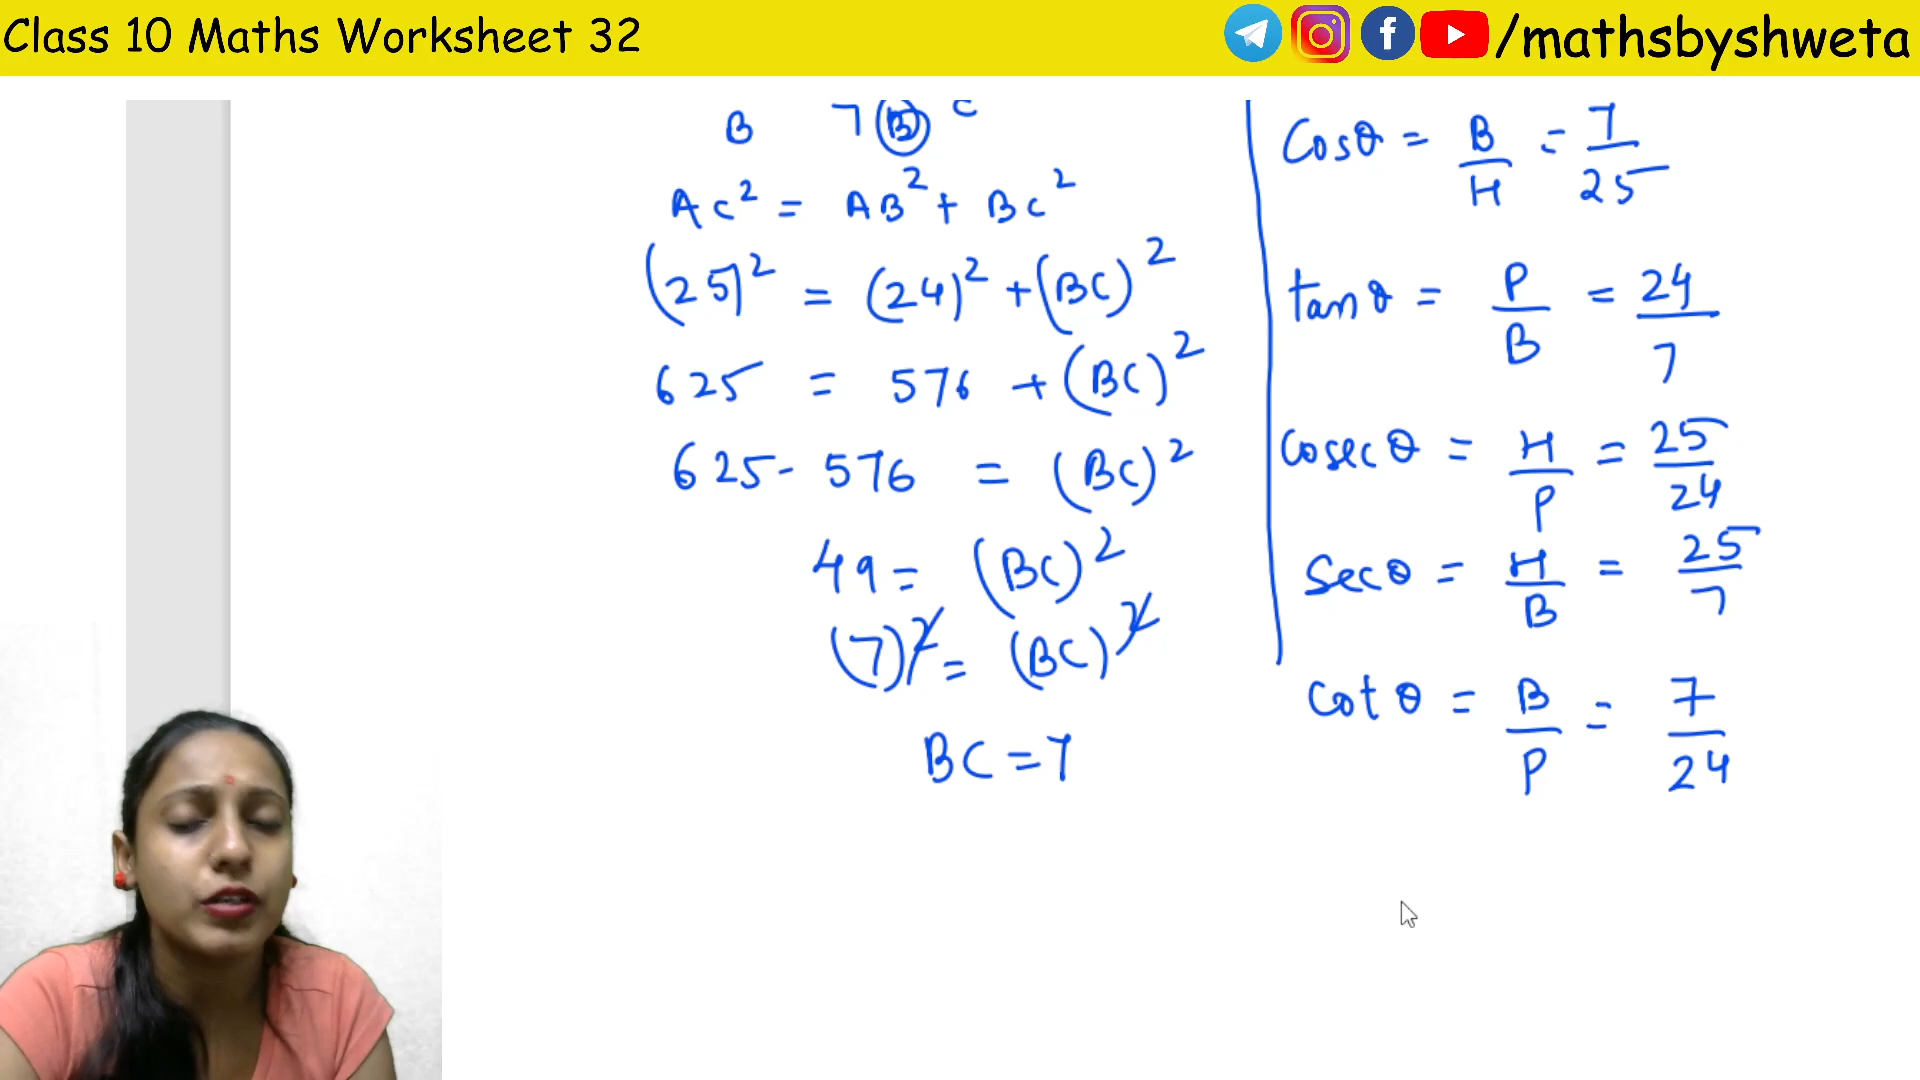 Class 10 Maths Worksheet 32
/mathsbyshweta
B 7 B C
AC² = AB² + BC²
(25)² = (24)² + (BC)²
625 = 576 + (BC)²
625 - 576 = (BC)²
49 = (BC)²
(7)² = (BC)²
BC = 7
Cosθ = B/H = 7/25
tanθ = P/B = 24/7
Cosecθ = H/P = 25/24
Secθ = H/B = 25/7
Cotθ = B/P = 7/24